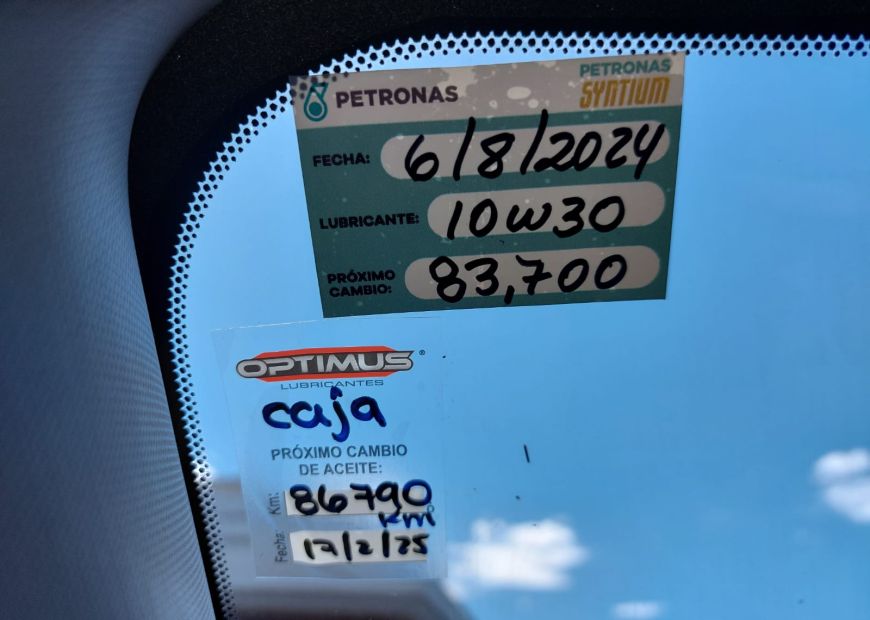 PETRONAS
PETRONAS
SYNTIUM
FECHA: 6/8/2024
LUBRICANTE: 10W30
PRÓXIMO
CAMBIO: 83,700
OPTIMUS®
LUBRICANTES
caja
PRÓXIMO CAMBIO
DE ACEITE:
Km: 86790
Km
Fecha: 17/2/25